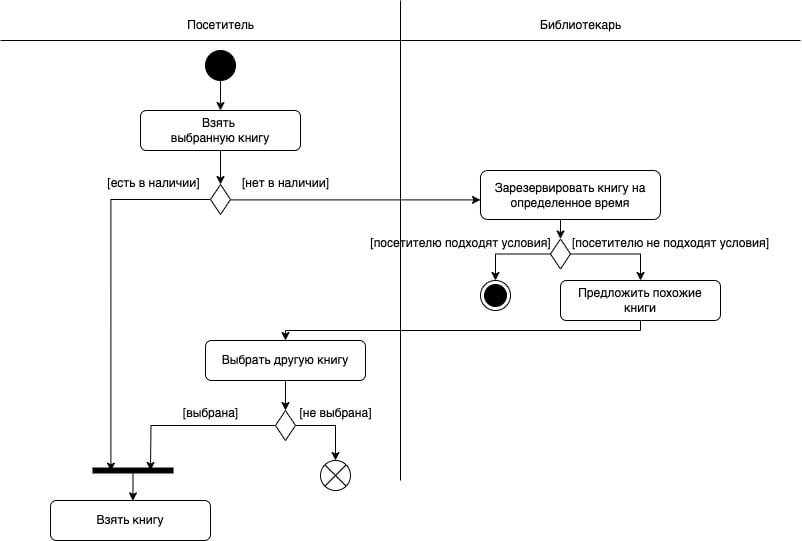 Посетитель
Библиотекарь
Взять
выбранную книгу
[есть в наличии]
[нет в наличии]
Зарезервировать книгу на
определенное время
[посетителю подходят условия]
[посетителю не подходят условия]
Предложить похожие
книги
Выбрать другую книгу
[выбрана]
[не выбрана]
Взять книгу